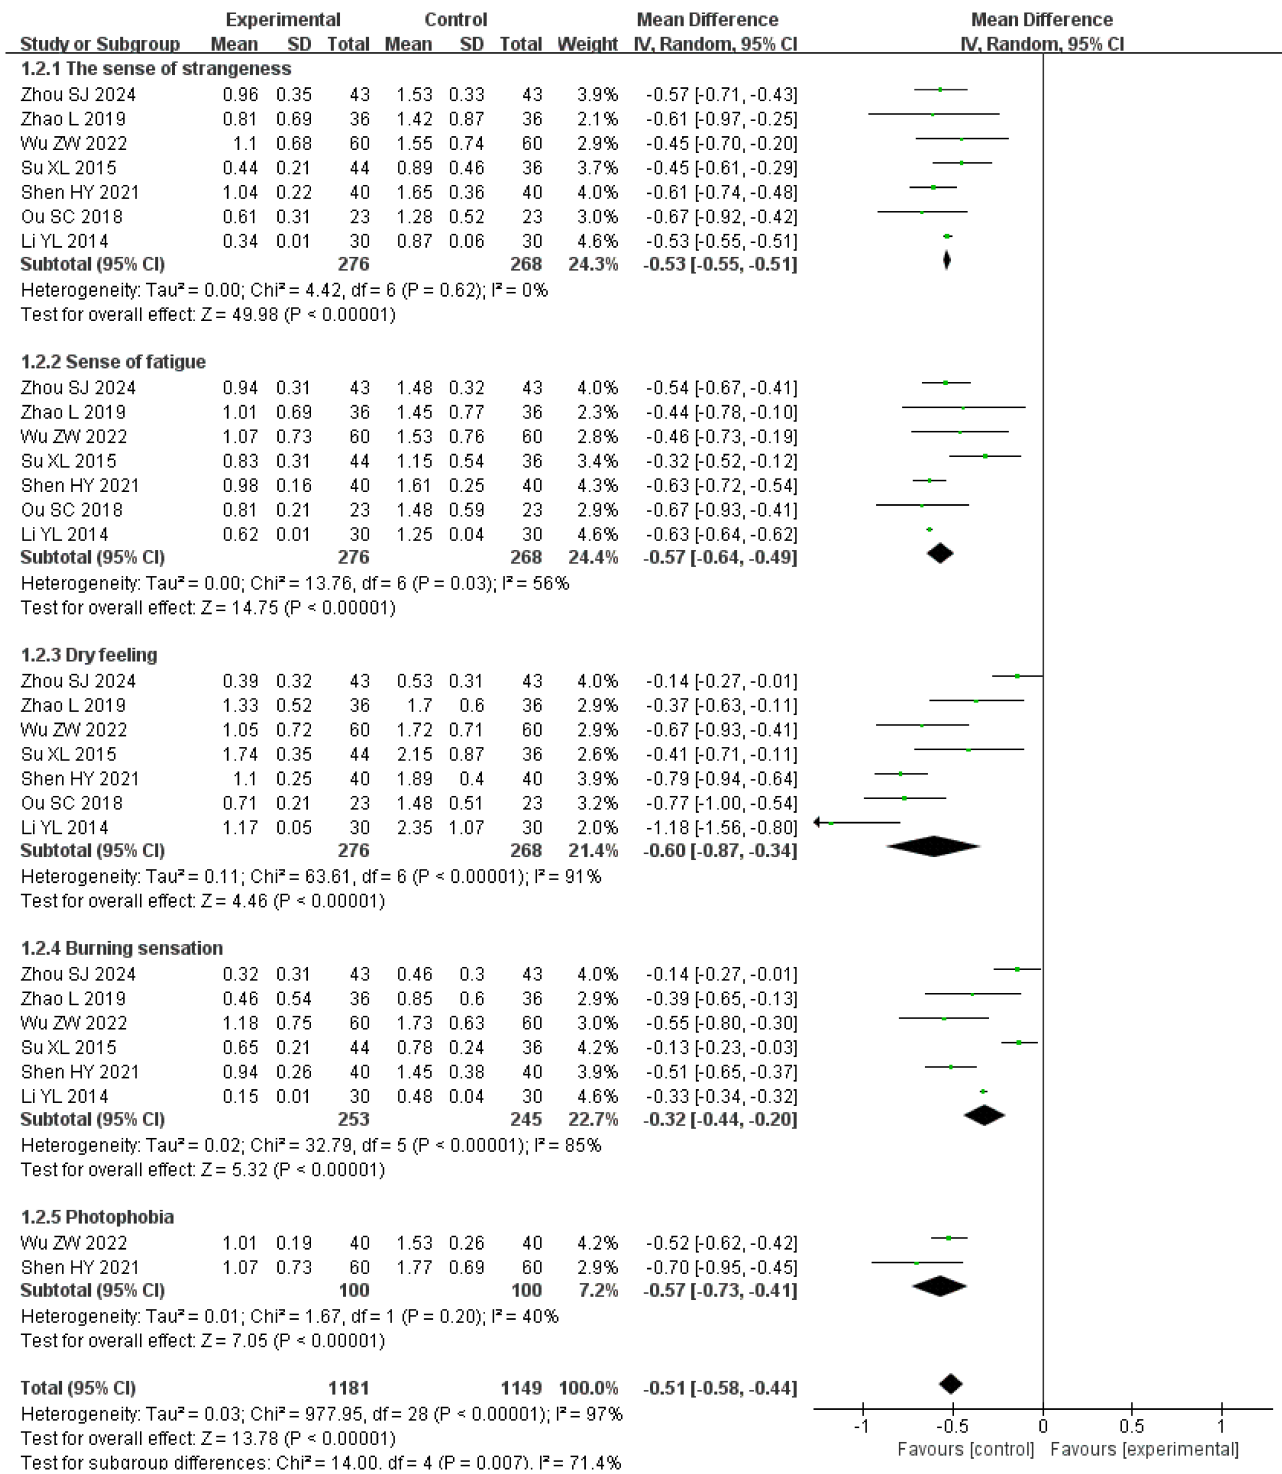 Experimental Control Mean Difference Mean Difference
Study or Subgroup Mean SD Total Mean SD Total Weight IV, Random, 95% CI IV, Random, 95% CI
1.2.1 The sense of strangeness
Zhou SJ 2024 0.96 0.35 43 1.53 0.33 43 3.9% -0.57 [-0.71, -0.43]
Zhao L 2019 0.81 0.69 36 1.42 0.87 36 2.1% -0.61 [-0.97, -0.25]
Wu ZW 2022 1.1 0.68 60 1.55 0.74 60 2.9% -0.45 [-0.70, -0.20]
Su XL 2015 0.44 0.21 44 0.89 0.46 36 3.7% -0.45 [-0.61, -0.29]
Shen HY 2021 1.04 0.22 40 1.65 0.36 40 4.0% -0.61 [-0.74, -0.48]
Ou SC 2018 0.61 0.31 23 1.28 0.52 23 3.0% -0.67 [-0.92, -0.42]
Li YL 2014 0.34 0.01 30 0.87 0.06 30 4.6% -0.53 [-0.55, -0.51]
Subtotal (95% CI) 276 268 24.3% -0.53 [-0.55, -0.51]
Heterogeneity: Tau² = 0.00; Chi² = 4.42, df = 6 (P = 0.62); I² = 0%
Test for overall effect: Z = 49.98 (P < 0.00001)
1.2.2 Sense of fatigue
Zhou SJ 2024 0.94 0.31 43 1.48 0.32 43 4.0% -0.54 [-0.67, -0.41]
Zhao L 2019 1.01 0.69 36 1.45 0.77 36 2.3% -0.44 [-0.78, -0.10]
Wu ZW 2022 1.07 0.73 60 1.53 0.76 60 2.8% -0.46 [-0.73, -0.19]
Su XL 2015 0.83 0.31 44 1.15 0.54 36 3.4% -0.32 [-0.52, -0.12]
Shen HY 2021 0.98 0.16 40 1.61 0.25 40 4.3% -0.63 [-0.72, -0.54]
Ou SC 2018 0.81 0.21 23 1.48 0.59 23 2.9% -0.67 [-0.93, -0.41]
Li YL 2014 0.62 0.01 30 1.25 0.04 30 4.6% -0.63 [-0.64, -0.62]
Subtotal (95% CI) 276 268 24.4% -0.57 [-0.64, -0.49]
Heterogeneity: Tau² = 0.00; Chi² = 13.76, df = 6 (P = 0.03); I² = 56%
Test for overall effect: Z = 14.75 (P < 0.00001)
1.2.3 Dry feeling
Zhou SJ 2024 0.39 0.32 43 0.53 0.31 43 4.0% -0.14 [-0.27, -0.01]
Zhao L 2019 1.33 0.52 36 1.7 0.6 36 2.9% -0.37 [-0.63, -0.11]
Wu ZW 2022 1.05 0.72 60 1.72 0.71 60 2.9% -0.67 [-0.93, -0.41]
Su XL 2015 1.74 0.35 44 2.15 0.87 36 2.6% -0.41 [-0.71, -0.11]
Shen HY 2021 1.1 0.25 40 1.89 0.4 40 3.9% -0.79 [-0.94, -0.64]
Ou SC 2018 0.71 0.21 23 1.48 0.51 23 3.2% -0.77 [-1.00, -0.54]
Li YL 2014 1.17 0.05 30 2.35 1.07 30 2.0% -1.18 [-1.56, -0.80]
Subtotal (95% CI) 276 268 21.4% -0.60 [-0.87, -0.34]
Heterogeneity: Tau² = 0.11; Chi² = 63.61, df = 6 (P < 0.00001); I² = 91%
Test for overall effect: Z = 4.46 (P < 0.00001)
1.2.4 Burning sensation
Zhou SJ 2024 0.32 0.31 43 0.46 0.3 43 4.0% -0.14 [-0.27, -0.01]
Zhao L 2019 0.46 0.54 36 0.85 0.6 36 2.9% -0.39 [-0.65, -0.13]
Wu ZW 2022 1.18 0.75 60 1.73 0.63 60 3.0% -0.55 [-0.80, -0.30]
Su XL 2015 0.65 0.21 44 0.78 0.24 36 4.2% -0.13 [-0.23, -0.03]
Shen HY 2021 0.94 0.26 40 1.45 0.38 40 3.9% -0.51 [-0.65, -0.37]
Li YL 2014 0.15 0.01 30 0.48 0.04 30 4.6% -0.33 [-0.34, -0.32]
Subtotal (95% CI) 253 245 22.7% -0.32 [-0.44, -0.20]
Heterogeneity: Tau² = 0.02; Chi² = 32.79, df = 5 (P < 0.00001); I² = 85%
Test for overall effect: Z = 5.32 (P < 0.00001)
1.2.5 Photophobia
Wu ZW 2022 1.01 0.19 40 1.53 0.26 40 4.2% -0.52 [-0.62, -0.42]
Shen HY 2021 1.07 0.73 60 1.77 0.69 60 2.9% -0.70 [-0.95, -0.45]
Subtotal (95% CI) 100 100 7.2% -0.57 [-0.73, -0.41]
Heterogeneity: Tau² = 0.01; Chi² = 1.67, df = 1 (P = 0.20); I² = 40%
Test for overall effect: Z = 7.05 (P < 0.00001)
Total (95% CI) 1181 1149 100.0% -0.51 [-0.58, -0.44]
Heterogeneity: Tau² = 0.03; Chi² = 977.95, df = 28 (P < 0.00001); I² = 97%
Test for overall effect: Z = 13.78 (P < 0.00001)
Test for subgroup differences: Chi² = 14.00, df = 4 (P = 0.007), I² = 71.4%
-1 -0.5 0 0.5 1
Favours [control] Favours [experimental]